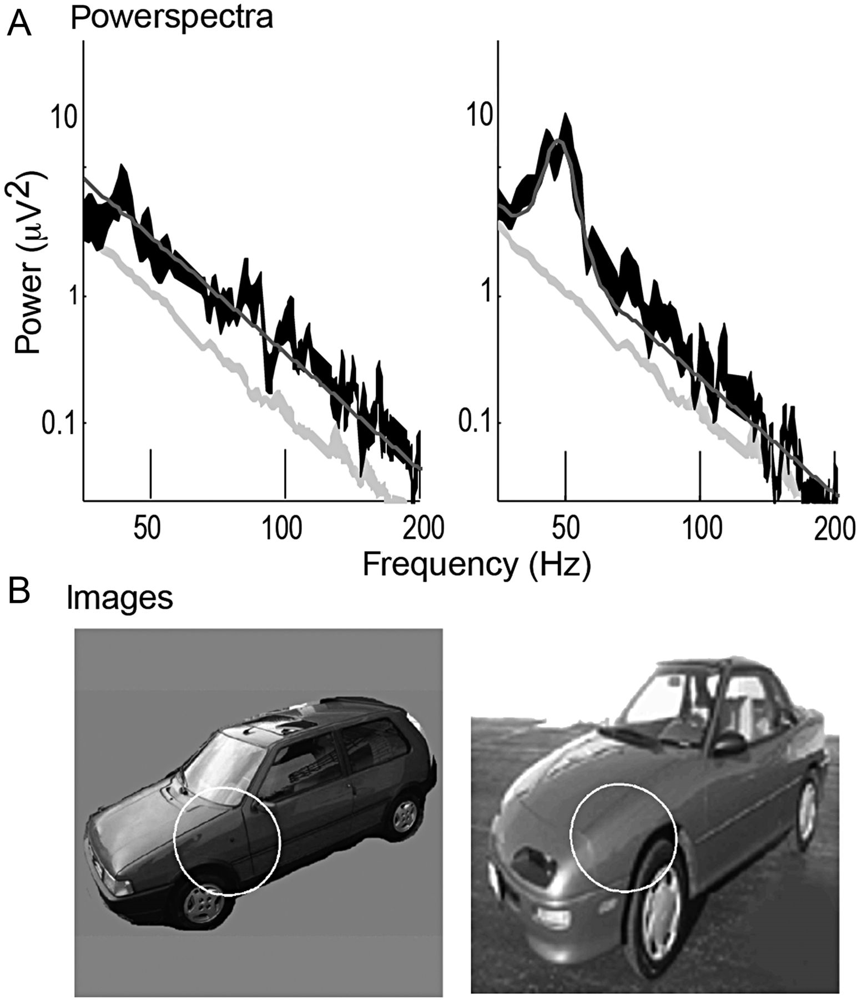 A Powerspectra
Power (μV2)
10
1
0.1
50 100 200
10
1
0.1
50 100 200
Frequency (Hz)
B Images